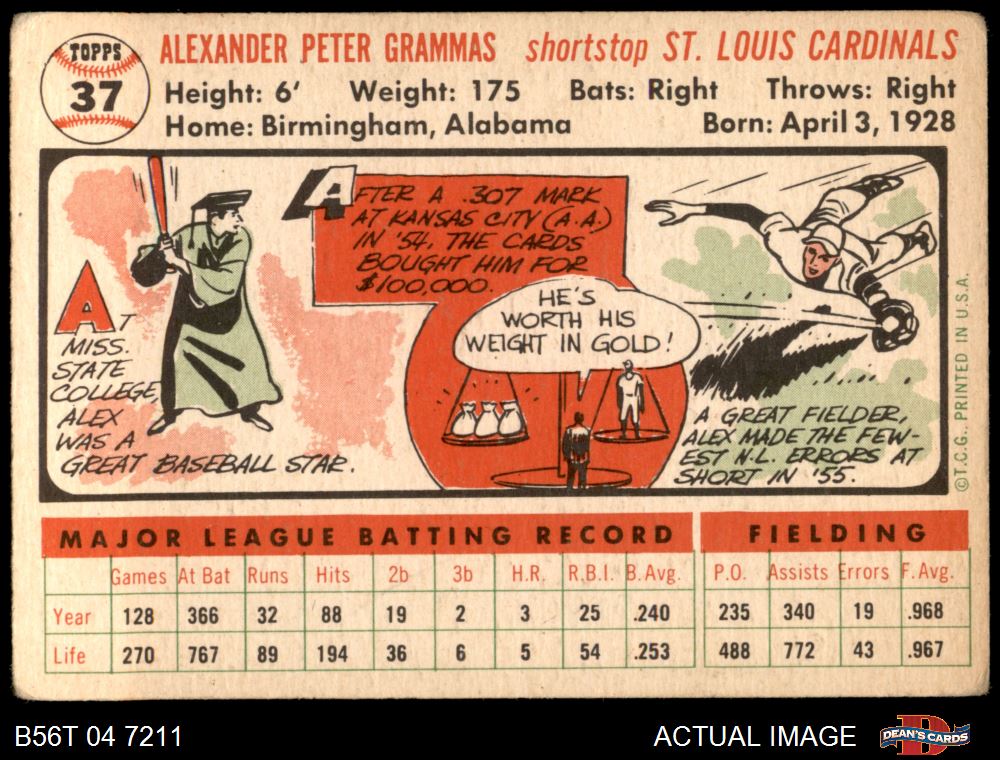 TOPPS
37
ALEXANDER PETER GRAMMAS shortstop ST. LOUIS CARDINALS
Height: 6' Weight: 175 Bats: Right Throws: Right
Home: Birmingham, Alabama Born: April 3, 1928
AT
MISS.
STATE
COLLEGE,
ALEX
WAS A
GREAT BASEBALL STAR.
AFTER A .307 MARK
AT KANSAS CITY (A.A.)
IN '54, THE CARDS
BOUGHT HIM FOR
$100,000.
HE'S
WORTH HIS
WEIGHT IN GOLD!
A GREAT FIELDER,
ALEX MADE THE FEW-
EST N.L. ERRORS AT
SHORT IN '55.
©T.C.G., PRINTED IN U.S.A.
MAJOR LEAGUE BATTING RECORD FIELDING
Games At Bat Runs Hits 2b 3b H.R. R.B.I. B.Avg. P.O. Assists Errors F.Avg.
Year 128 366 32 88 19 2 3 25 .240 235 340 19 .968
Life 270 767 89 194 36 6 5 54 .253 488 772 43 .967
B56T 04 7211 ACTUAL IMAGE DEAN'S CARDS